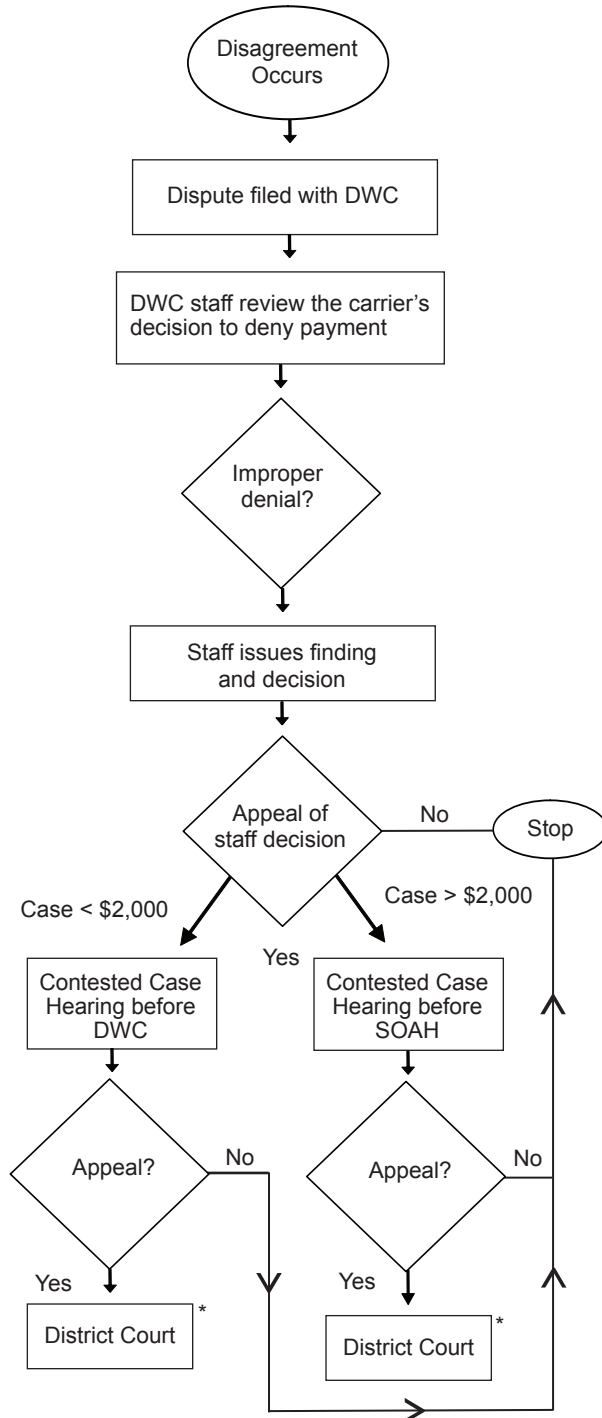 Disagreement
Occurs
Dispute filed with DWC
DWC staff review the carrier's
decision to deny payment
Improper
denial?
Staff issues finding
and decision
Appeal of
staff decision
No
Stop
Case < $2,000
Case > $2,000
Yes
Contested Case
Hearing before
DWC
Contested Case
Hearing before
SOAH
Appeal?
No
Appeal?
No
Yes
District Court
*
Yes
District Court
*